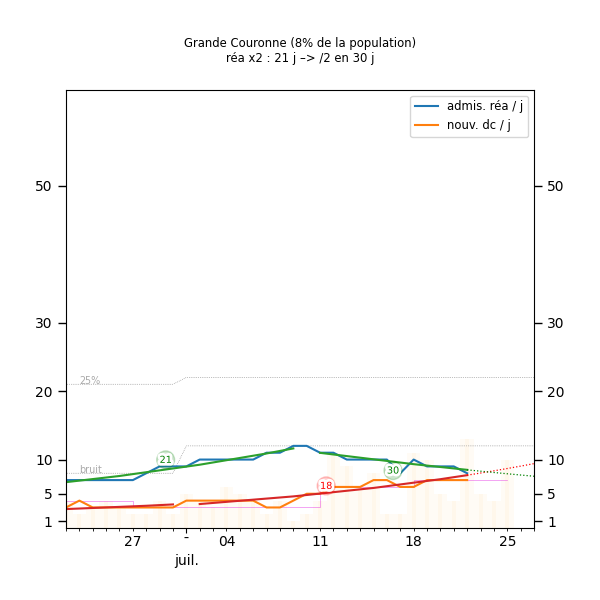 Grande Couronne (8% de la population)
réa x2 : 21 j –> /2 en 30 j
admis. réa / j
nouv. dc / j
50 50
30 30
25%
20 20
21
10 10
bruit
30
18
5 5
1 1
27 - 04 11 18 25
juil.